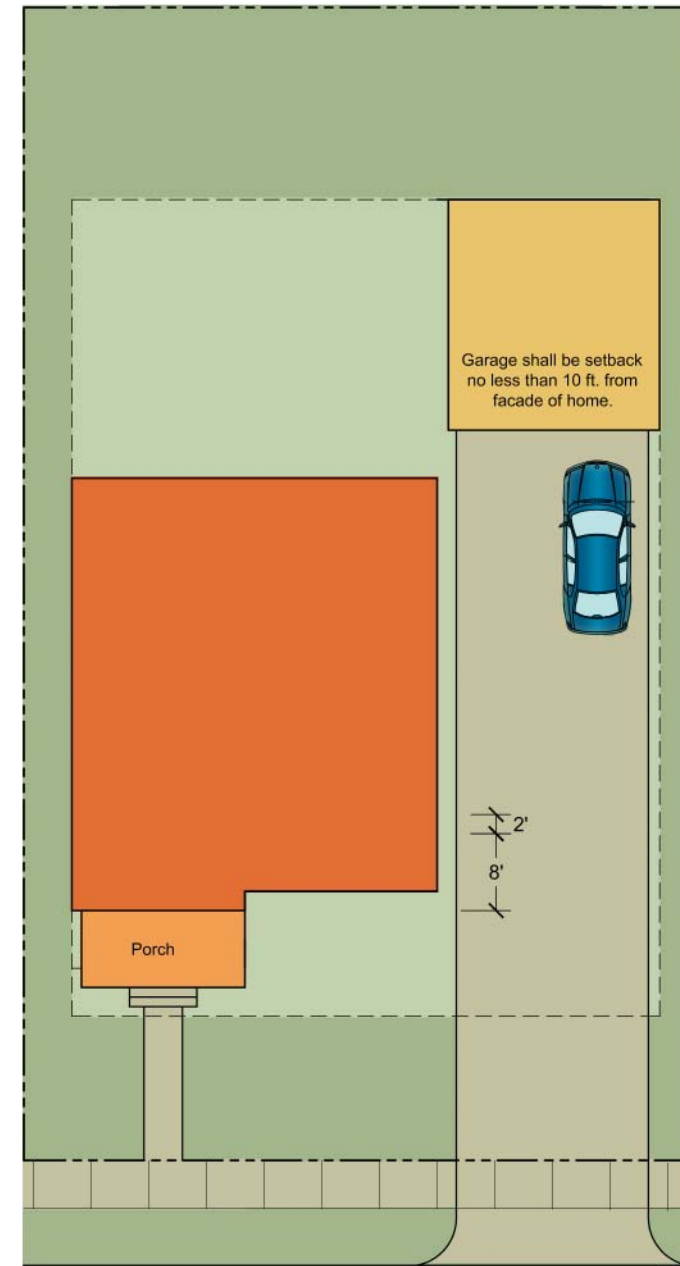 Garage shall be setback
no less than 10 ft. from
facade of home.
2'
8'
Porch